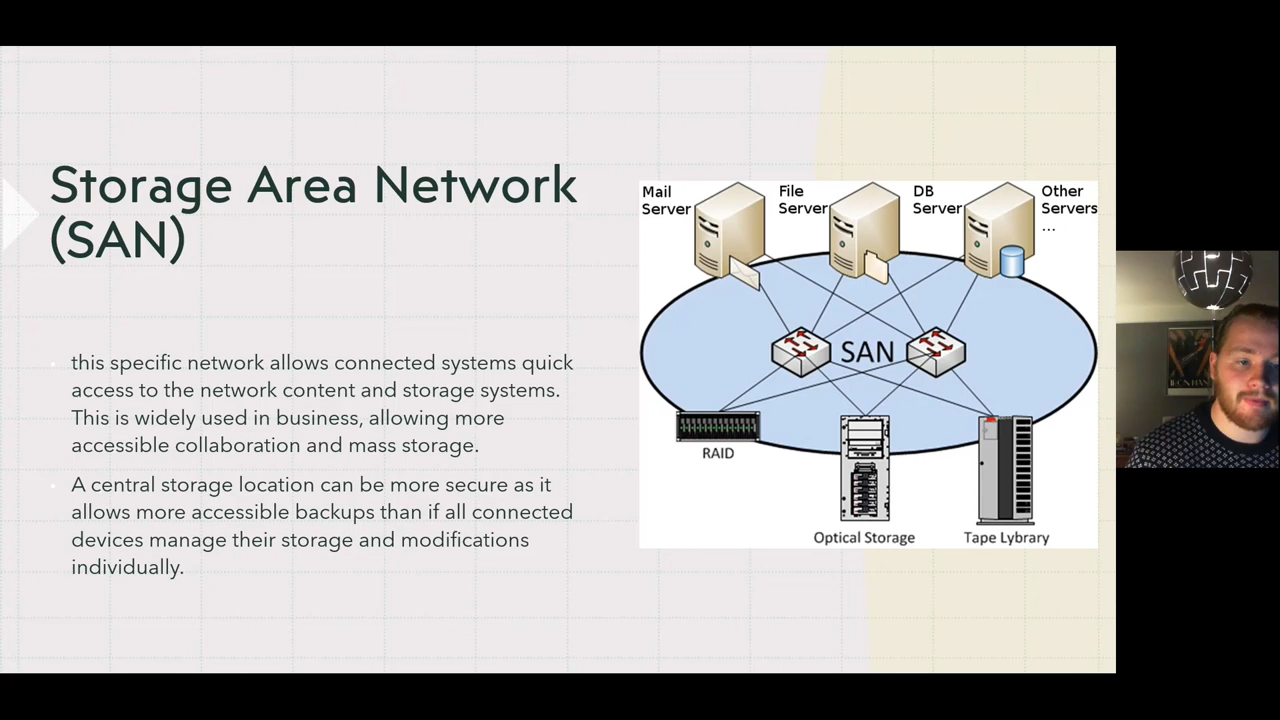 Storage Area Network
(SAN)
this specific network allows connected systems quick
access to the network content and storage systems.
This is widely used in business, allowing more
accessible collaboration and mass storage.
A central storage location can be more secure as it
allows more accessible backups than if all connected
devices manage their storage and modifications
individually.
Mail
Server
File
Server
DB
Server
Other
Servers
...
SAN
RAID
Optical Storage
Tape Lybrary